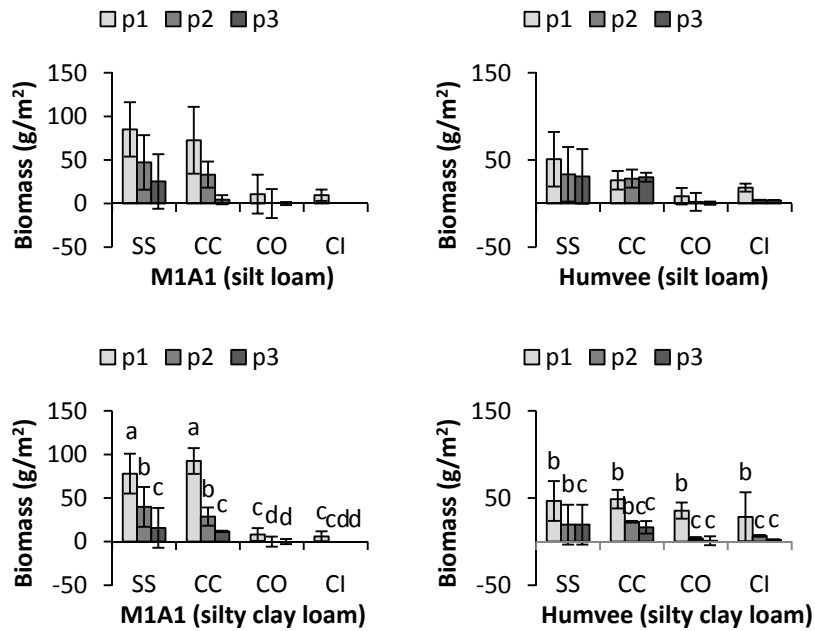 p1 p2 p3
150
100
50
0
-50
Biomass (g/m²)
SS CC CO CI
M1A1 (silt loam)
p1 p2 p3
150
50
-50
Biomass (g/m²)
SS CC CO CI
Humvee (silt loam)
p1 p2 p3
150
100
50
0
-50
Biomass (g/m²)
a
b
c
a
b
c
c
d d
c
c d d
SS CC CO CI
M1A1 (silty clay loam)
p1 p2 p3
150
100
50
0
-50
Biomass (g/m²)
b
b c
b
bc c
b
c c
b
c c
SS CC CO CI
Humvee (silty clay loam)